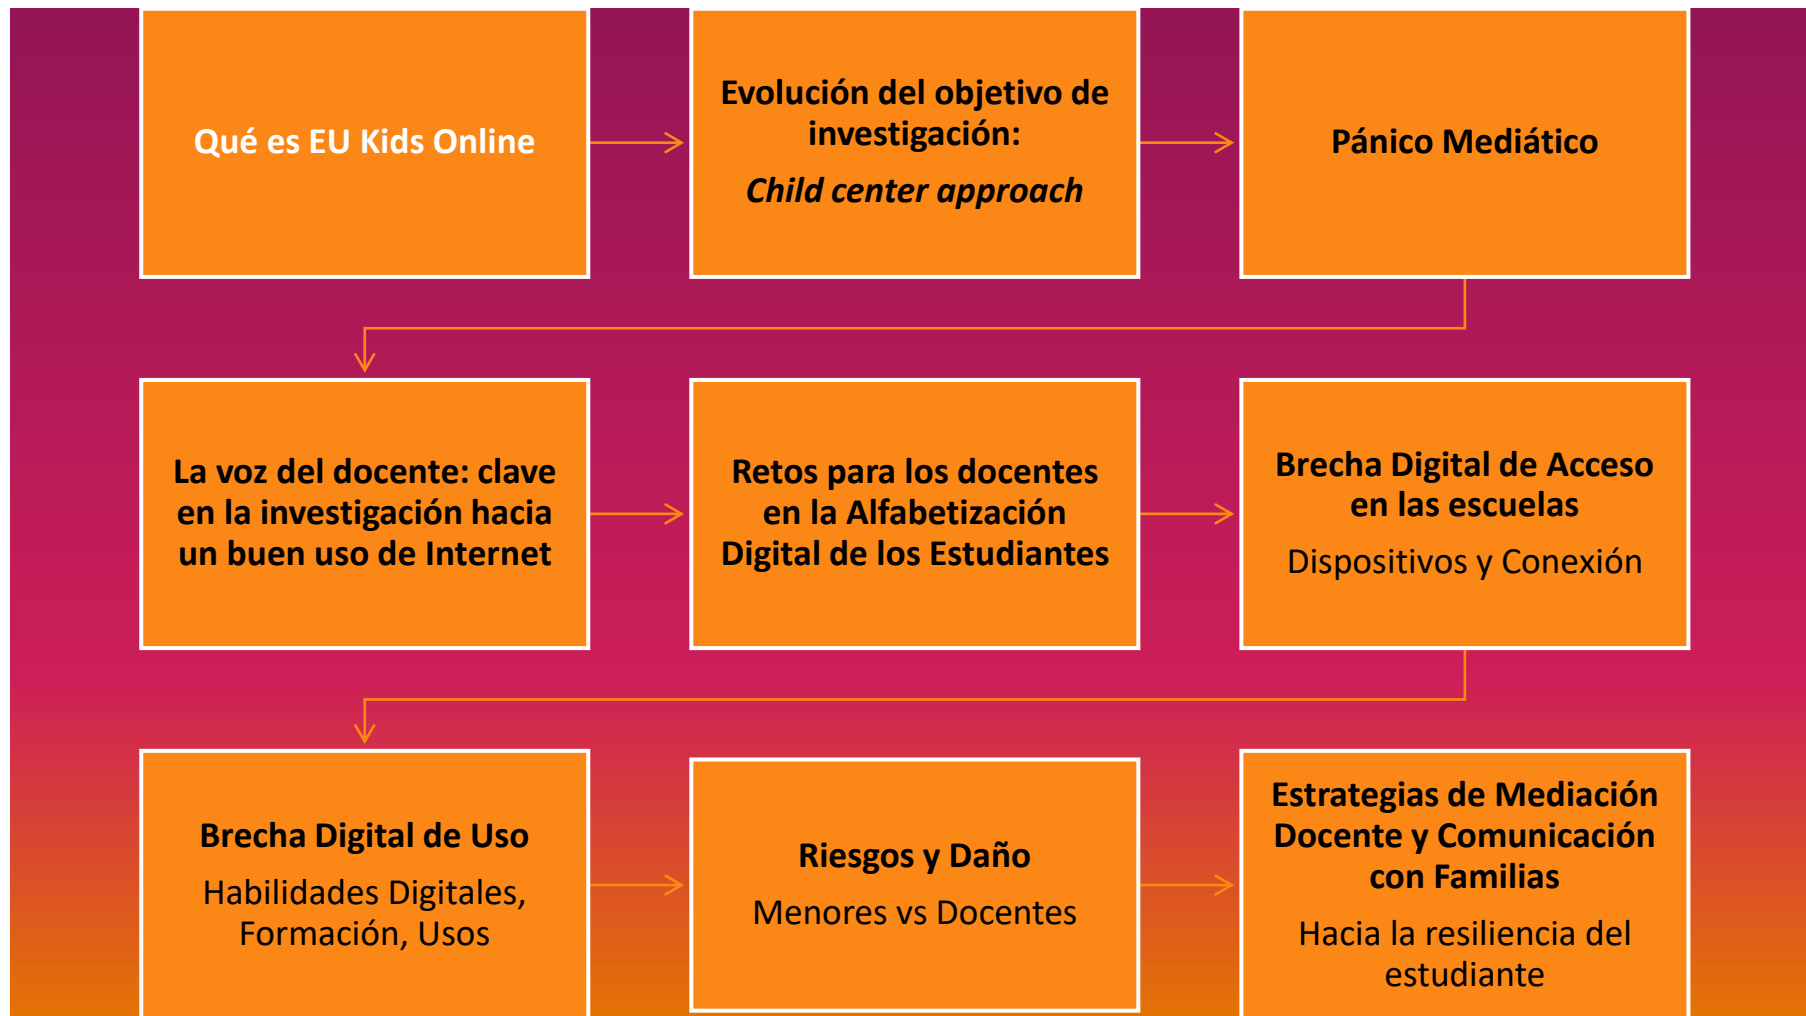 Qué es EU Kids Online
Evolución del objetivo de
investigación:
Child center approach
Pánico Mediático
La voz del docente: clave
en la investigación hacia
un buen uso de Internet
Retos para los docentes
en la Alfabetización
Digital de los Estudiantes
Brecha Digital de Acceso
en las escuelas
Dispositivos y Conexión
Brecha Digital de Uso
Habilidades Digitales,
Formación, Usos
Riesgos y Daño
Menores vs Docentes
Estrategias de Mediación
Docente y Comunicación
con Familias
Hacia la resiliencia del
estudiante